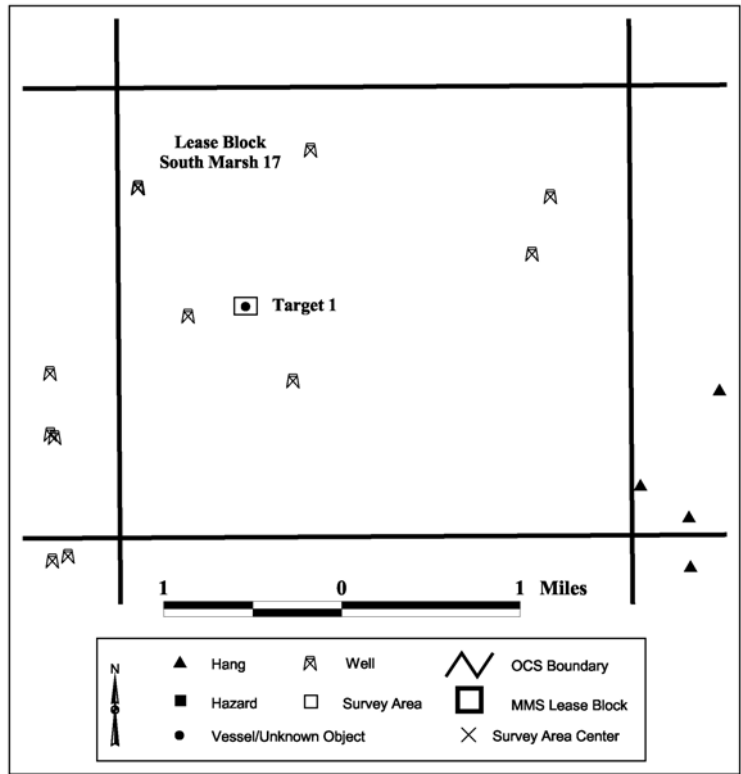 Lease Block
South Marsh 17
Target 1
1 0 1 Miles
N
Hang Well OCS Boundary
Hazard Survey Area MMS Lease Block
Vessel/Unknown Object Survey Area Center